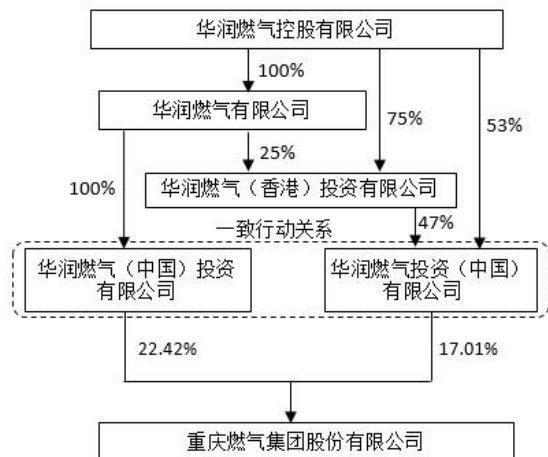 华润燃气控股有限公司
100%
华润燃气有限公司
75%
53%
25%
100%
华润燃气（香港）投资有限公司
一致行动关系
47%
华润燃气（中国）投资
有限公司
华润燃气投资（中国）
有限公司
22.42%
17.01%
重庆燃气集团股份有限公司